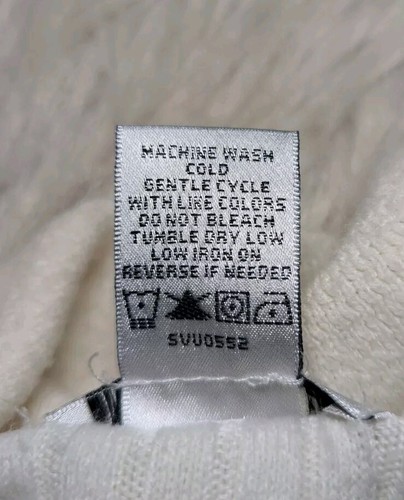 MACHINE WASH
COLD
GENTLE CYCLE
WITH LIKE COLORS
DO NOT BLEACH
TUMBLE DRY LOW
LOW IRON ON
REVERSE IF NEEDED
SVU0552